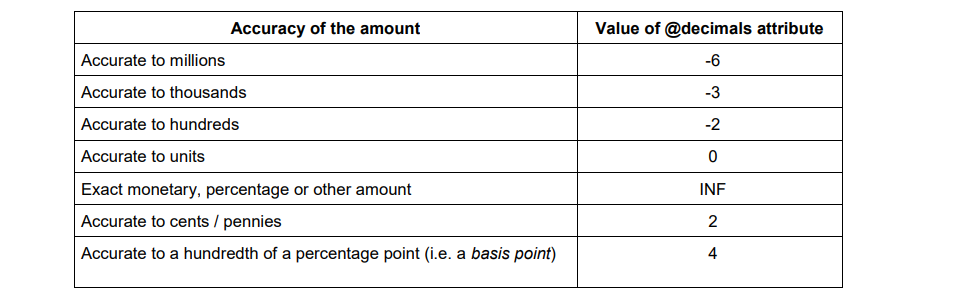 Accuracy of the amount Value of @decimals attribute
Accurate to millions -6
Accurate to thousands -3
Accurate to hundreds -2
Accurate to units 0
Exact monetary, percentage or other amount INF
Accurate to cents / pennies 2
Accurate to a hundredth of a percentage point (i.e. a basis point) 4